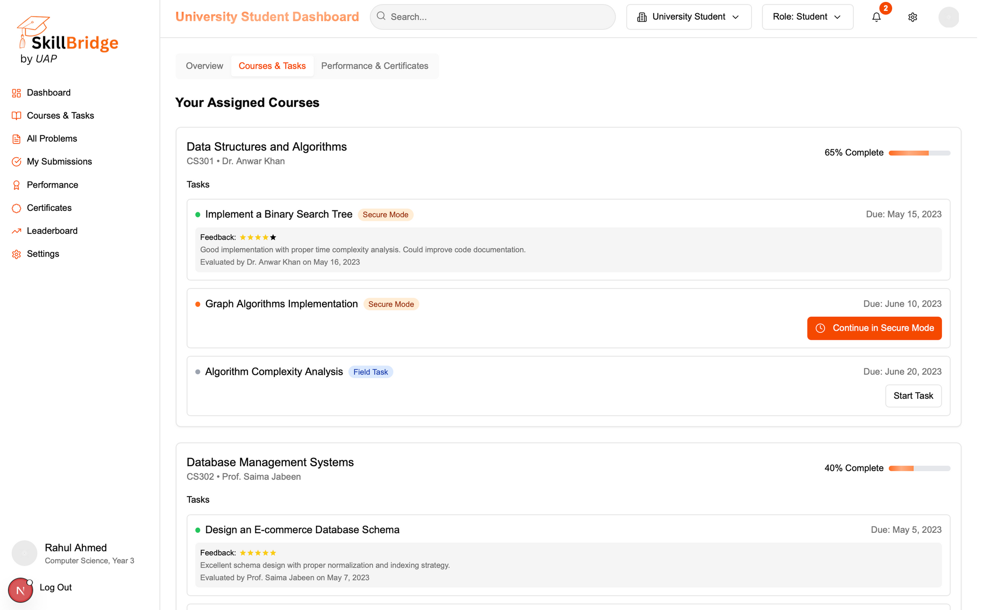 SkillBridge
by UAP
Dashboard
Courses & Tasks
All Problems
My Submissions
Performance
Certificates
Leaderboard
Settings
Rahul Ahmed
Computer Science, Year 3
N
Log Out
University Student Dashboard
Search...
University Student
Role: Student
2
Overview
Courses & Tasks
Performance & Certificates
Your Assigned Courses
Data Structures and Algorithms
65% Complete
CS301 • Dr. Anwar Khan
Tasks
Implement a Binary Search Tree
Secure Mode
Due: May 15, 2023
Feedback: ★★★★★
Good implementation with proper time complexity analysis. Could improve code documentation.
Evaluated by Dr. Anwar Khan on May 16, 2023
Graph Algorithms Implementation
Secure Mode
Due: June 10, 2023
Continue in Secure Mode
Algorithm Complexity Analysis
Field Task
Due: June 20, 2023
Start Task
Database Management Systems
40% Complete
CS302 • Prof. Saima Jabeen
Tasks
Design an E-commerce Database Schema
Due: May 5, 2023
Feedback: ★★★★★
Excellent schema design with proper normalization and indexing strategy.
Evaluated by Prof. Saima Jabeen on May 7, 2023